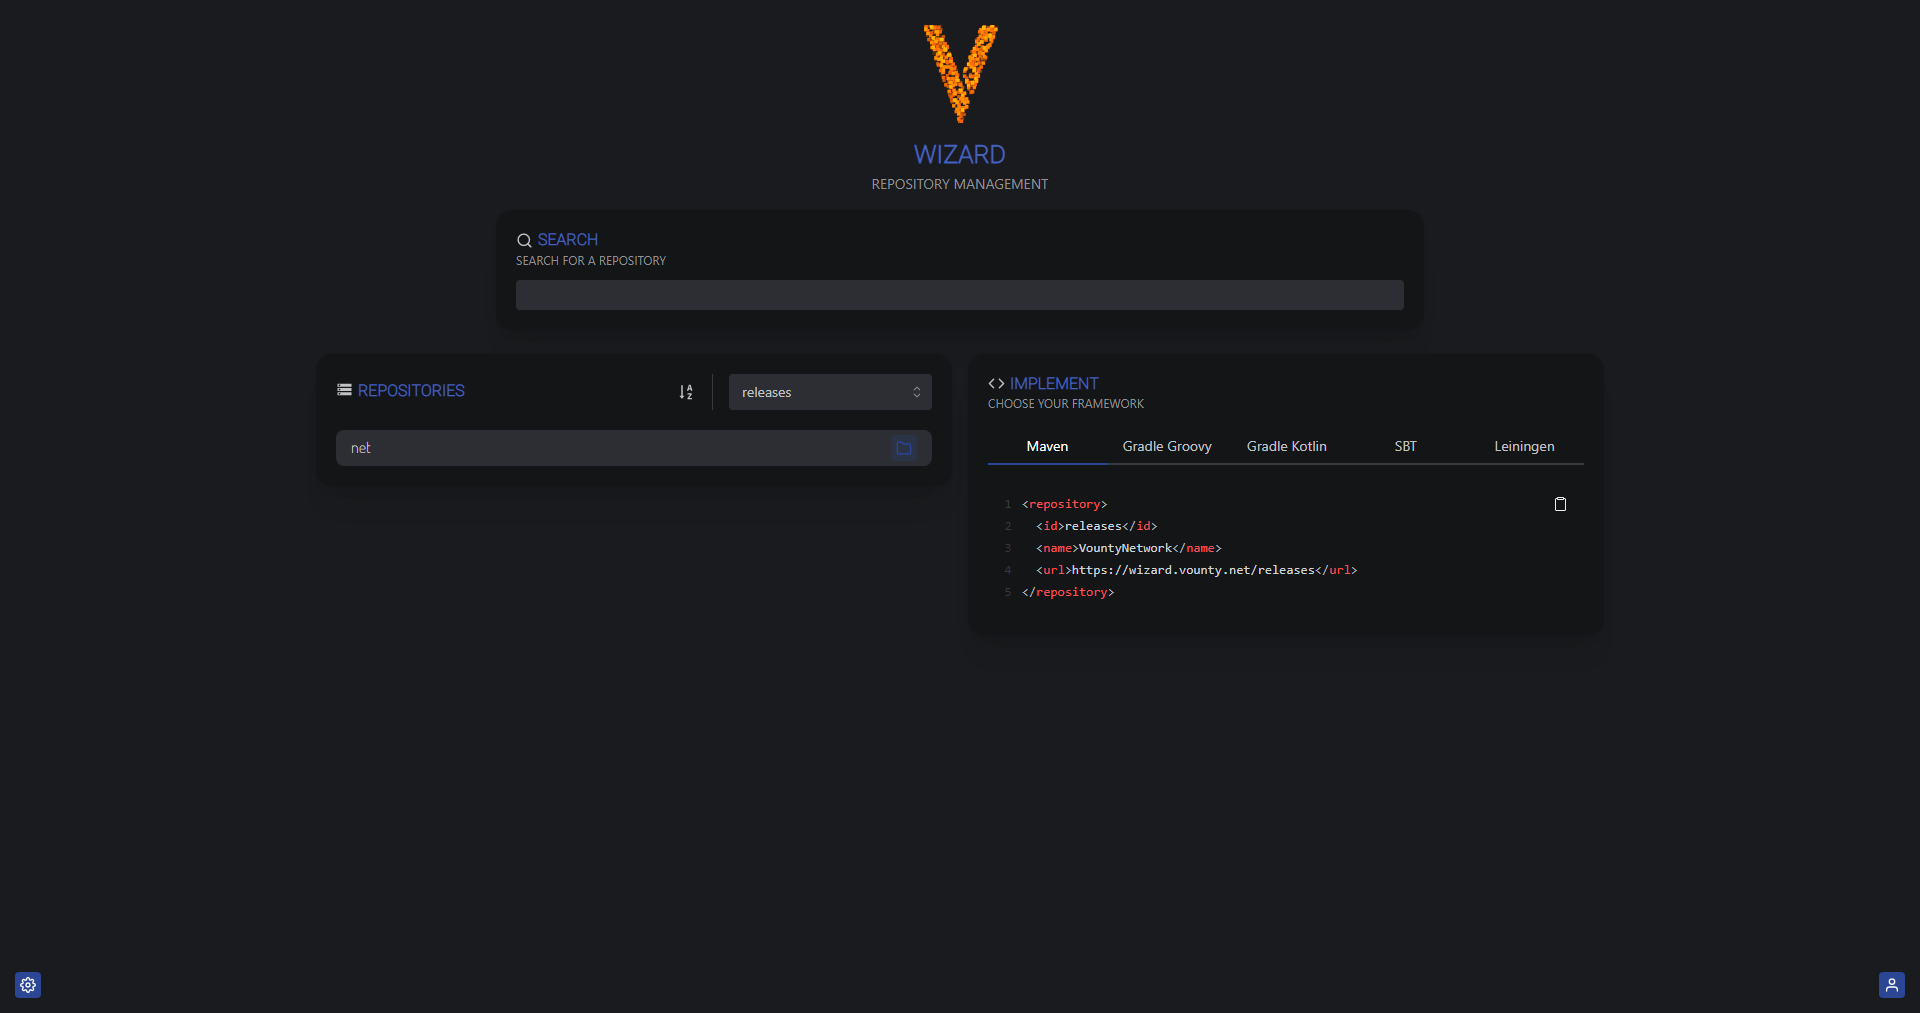 V
WIZARD
REPOSITORY MANAGEMENT
SEARCH
SEARCH FOR A REPOSITORY
REPOSITORIES
releases
net
IMPLEMENT
CHOOSE YOUR FRAMEWORK
Maven Gradle Groovy Gradle Kotlin SBT Leiningen
1 <repository>
2 <id>releases</id>
3 <name>VountyNetwork</name>
4 <url>https://wizard.vounty.net/releases</url>
5 </repository>